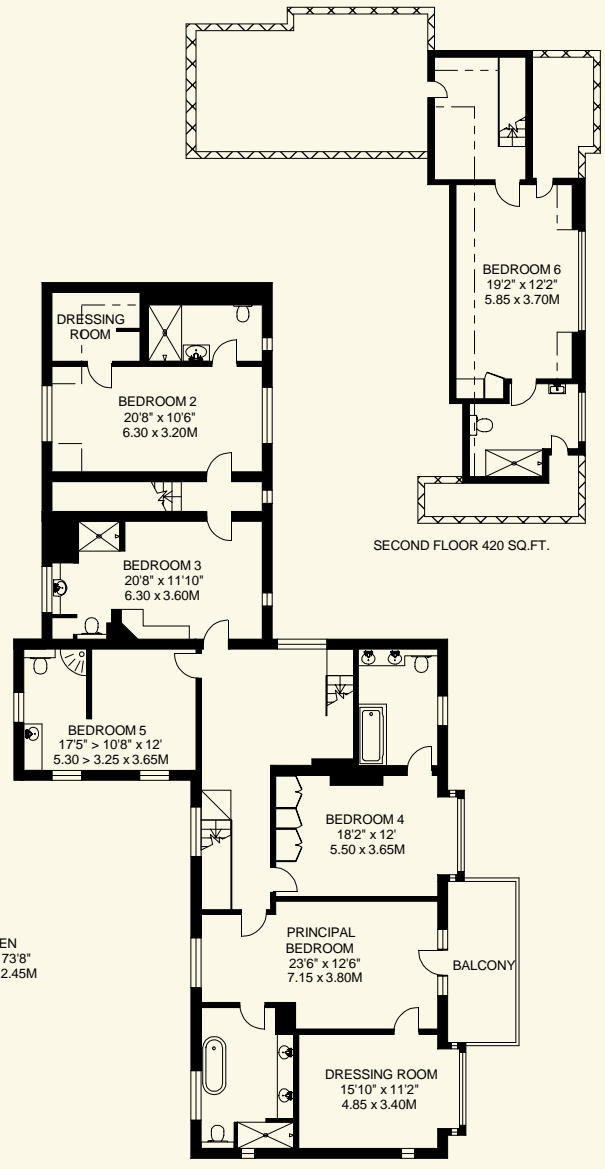 BEDROOM 6
19'2" x 12'2"
5.85 x 3.70M
SECOND FLOOR 420 SQ.FT.
DRESSING
ROOM
BEDROOM 2
20'8" x 10'6"
6.30 x 3.20M
BEDROOM 3
20'8" x 11'10"
6.30 x 3.60M
BEDROOM 5
17'5" > 10'8" x 12'
5.30 > 3.25 x 3.65M
BEDROOM 4
18'2" x 12'
5.50 x 3.65M
EN
73'8"
2.45M
PRINCIPAL
BEDROOM
23'6" x 12'6"
7.15 x 3.80M
BALCONY
DRESSING ROOM
15'10" x 11'2"
4.85 x 3.40M